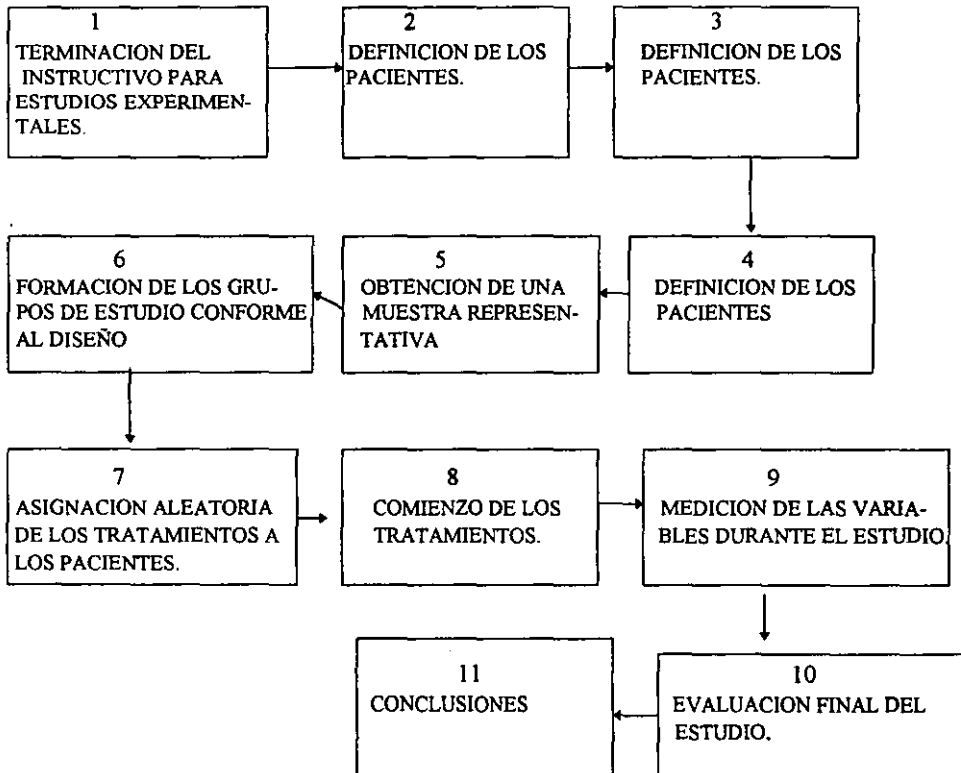 1
TERMINACION DEL
INSTRUCTIVO PARA
ESTUDIOS EXPERIMEN-
TALES.
2
DEFINICION DE LOS
PACIENTES.
3
DEFINICION DE LOS
PACIENTES.
4
DEFINICION DE LOS
PACIENTES
5
OBTENCION DE UNA
MUESTRA REPRESEN-
TATIVA
6
FORMACION DE LOS GRU-
POS DE ESTUDIO CONFORME
AL DISEÑO
7
ASIGNACION ALEATORIA
DE LOS TRATAMIENTOS A
LOS PACIENTES.
8
COMIENZO DE LOS
TRATAMIENTOS.
9
MEDICION DE LAS VARIA-
BLES DURANTE EL ESTUDIO
10
EVALUACION FINAL DEL
ESTUDIO.
11
CONCLUSIONES